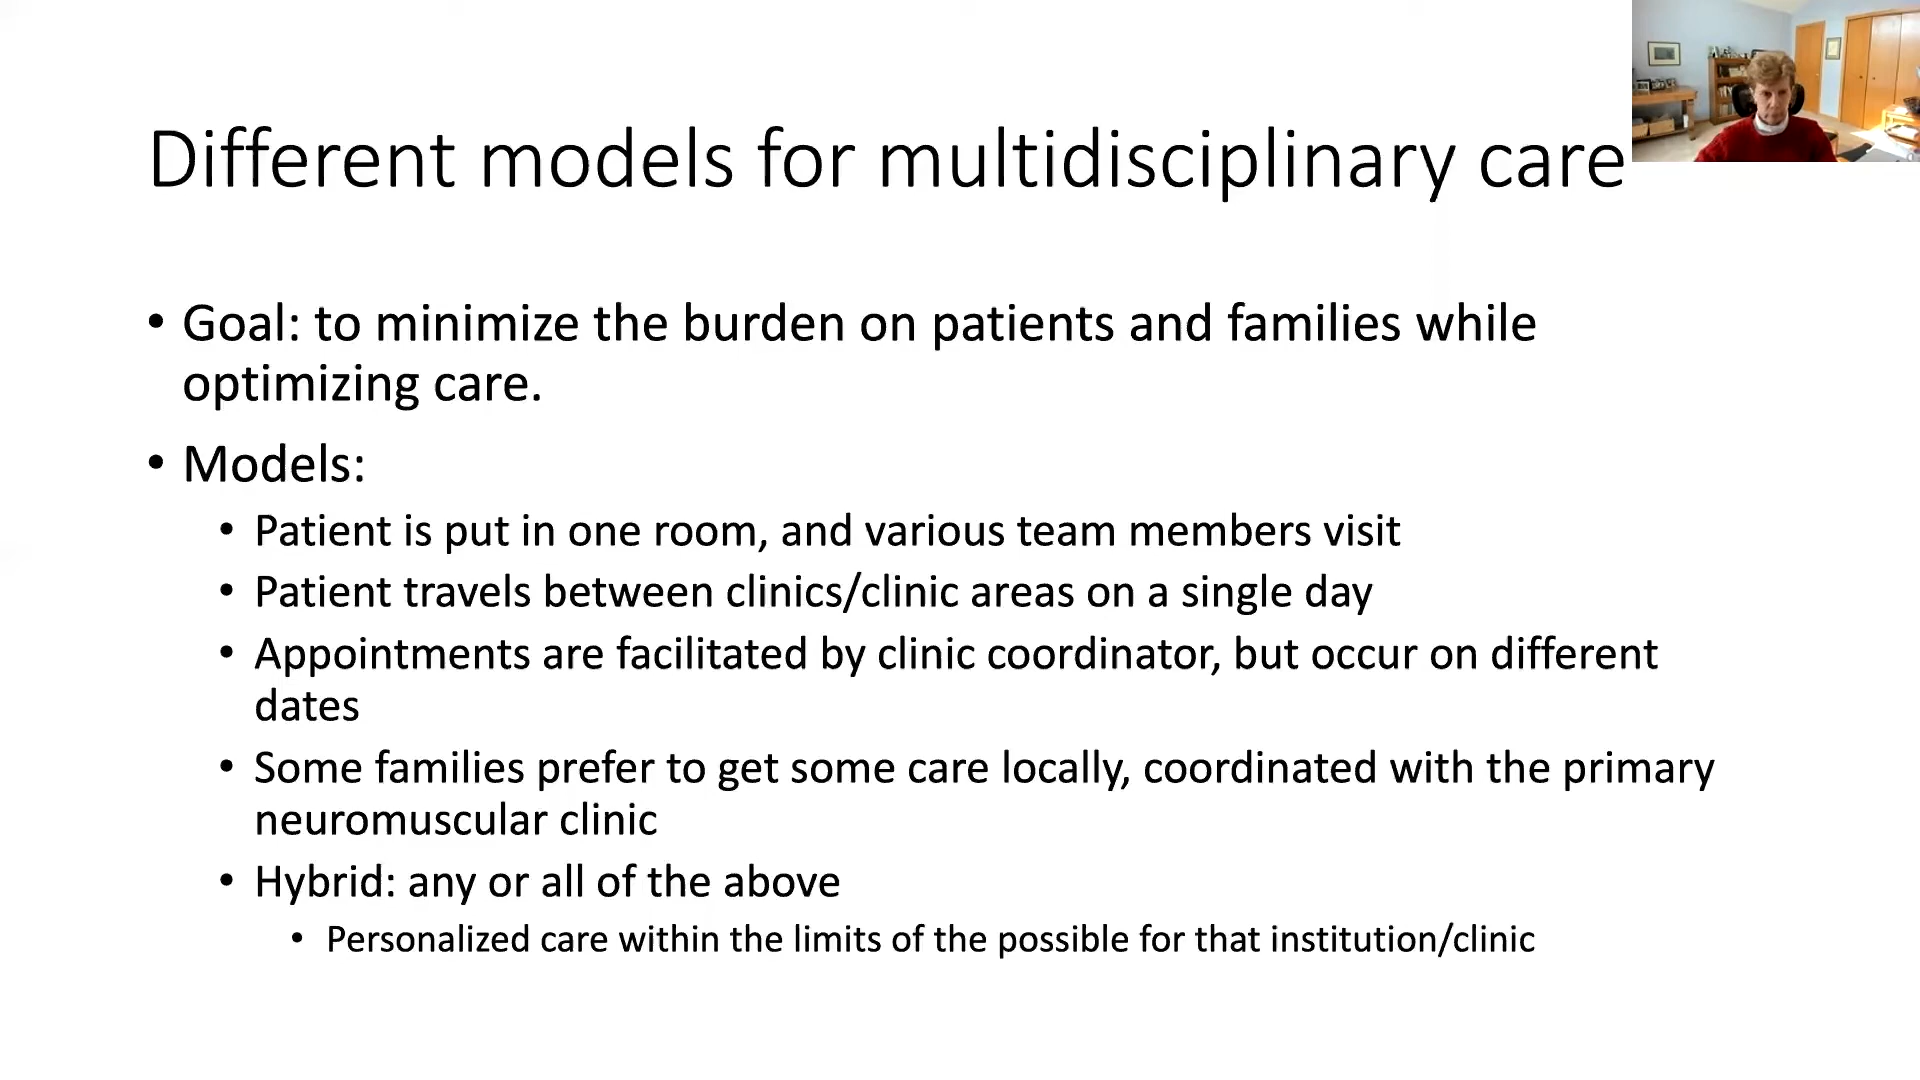 Different models for multidisciplinary care
• Goal: to minimize the burden on patients and families while
optimizing care.
• Models:
• Patient is put in one room, and various team members visit
• Patient travels between clinics/clinic areas on a single day
• Appointments are facilitated by clinic coordinator, but occur on different
dates
• Some families prefer to get some care locally, coordinated with the primary
neuromuscular clinic
• Hybrid: any or all of the above
• Personalized care within the limits of the possible for that institution/clinic